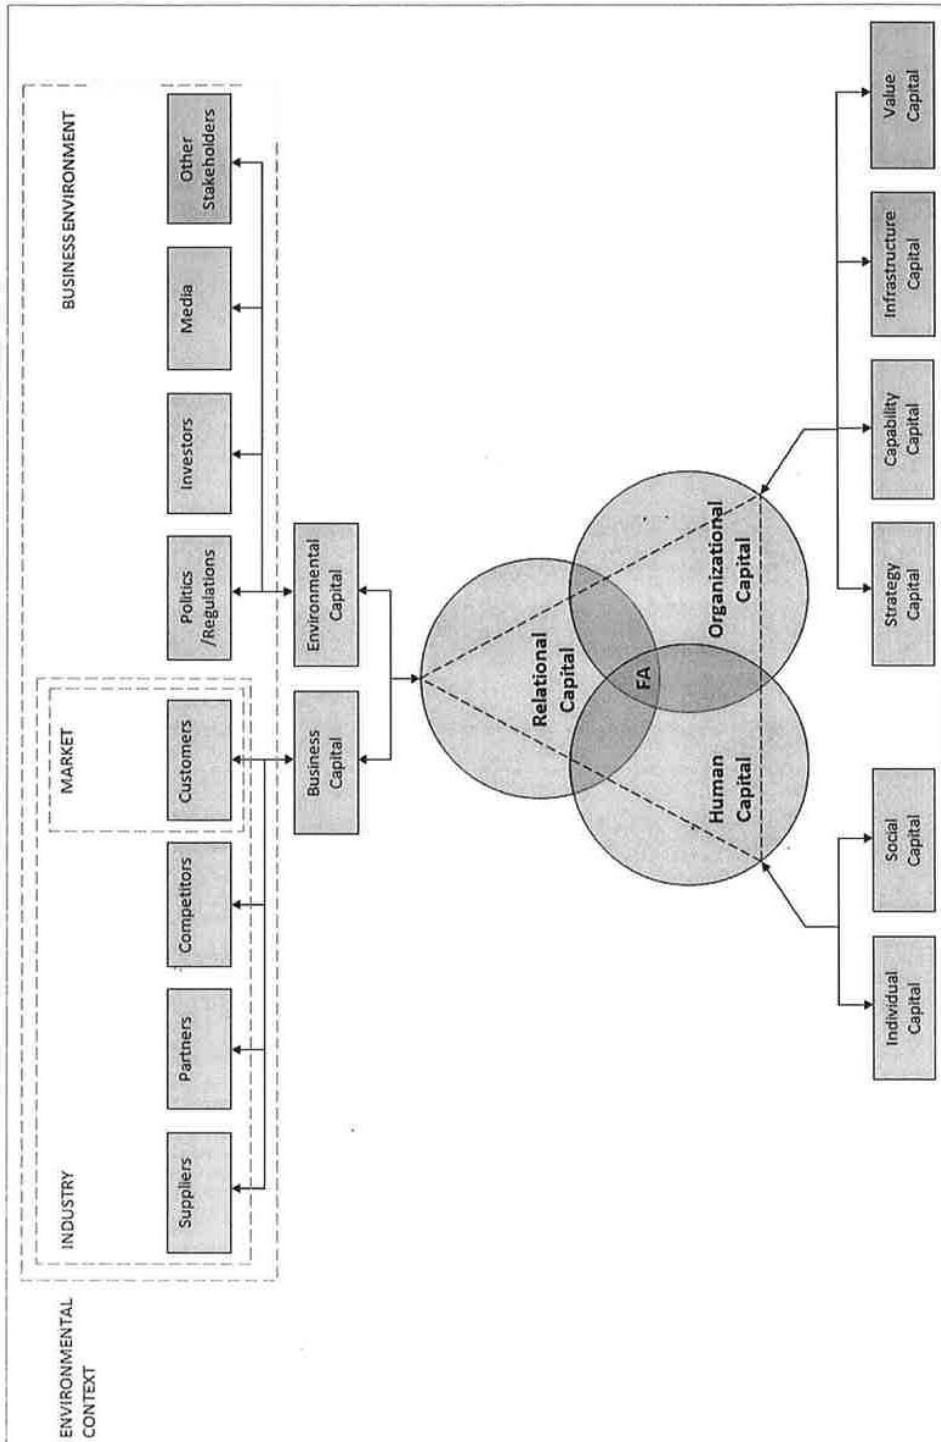 ENVIRONMENTAL
CONTEXT
BUSINESS ENVIRONMENT
INDUSTRY
MARKET
Suppliers
Partners
Competitors
Customers
Politics
/Regulations
Investors
Media
Other
Stakeholders
Business
Capital
Environmental
Capital
Relational
Capital
FA
Human
Capital
Organizational
Capital
Individual
Capital
Social
Capital
Strategy
Capital
Capability
Capital
Infrastructure
Capital
Value
Capital